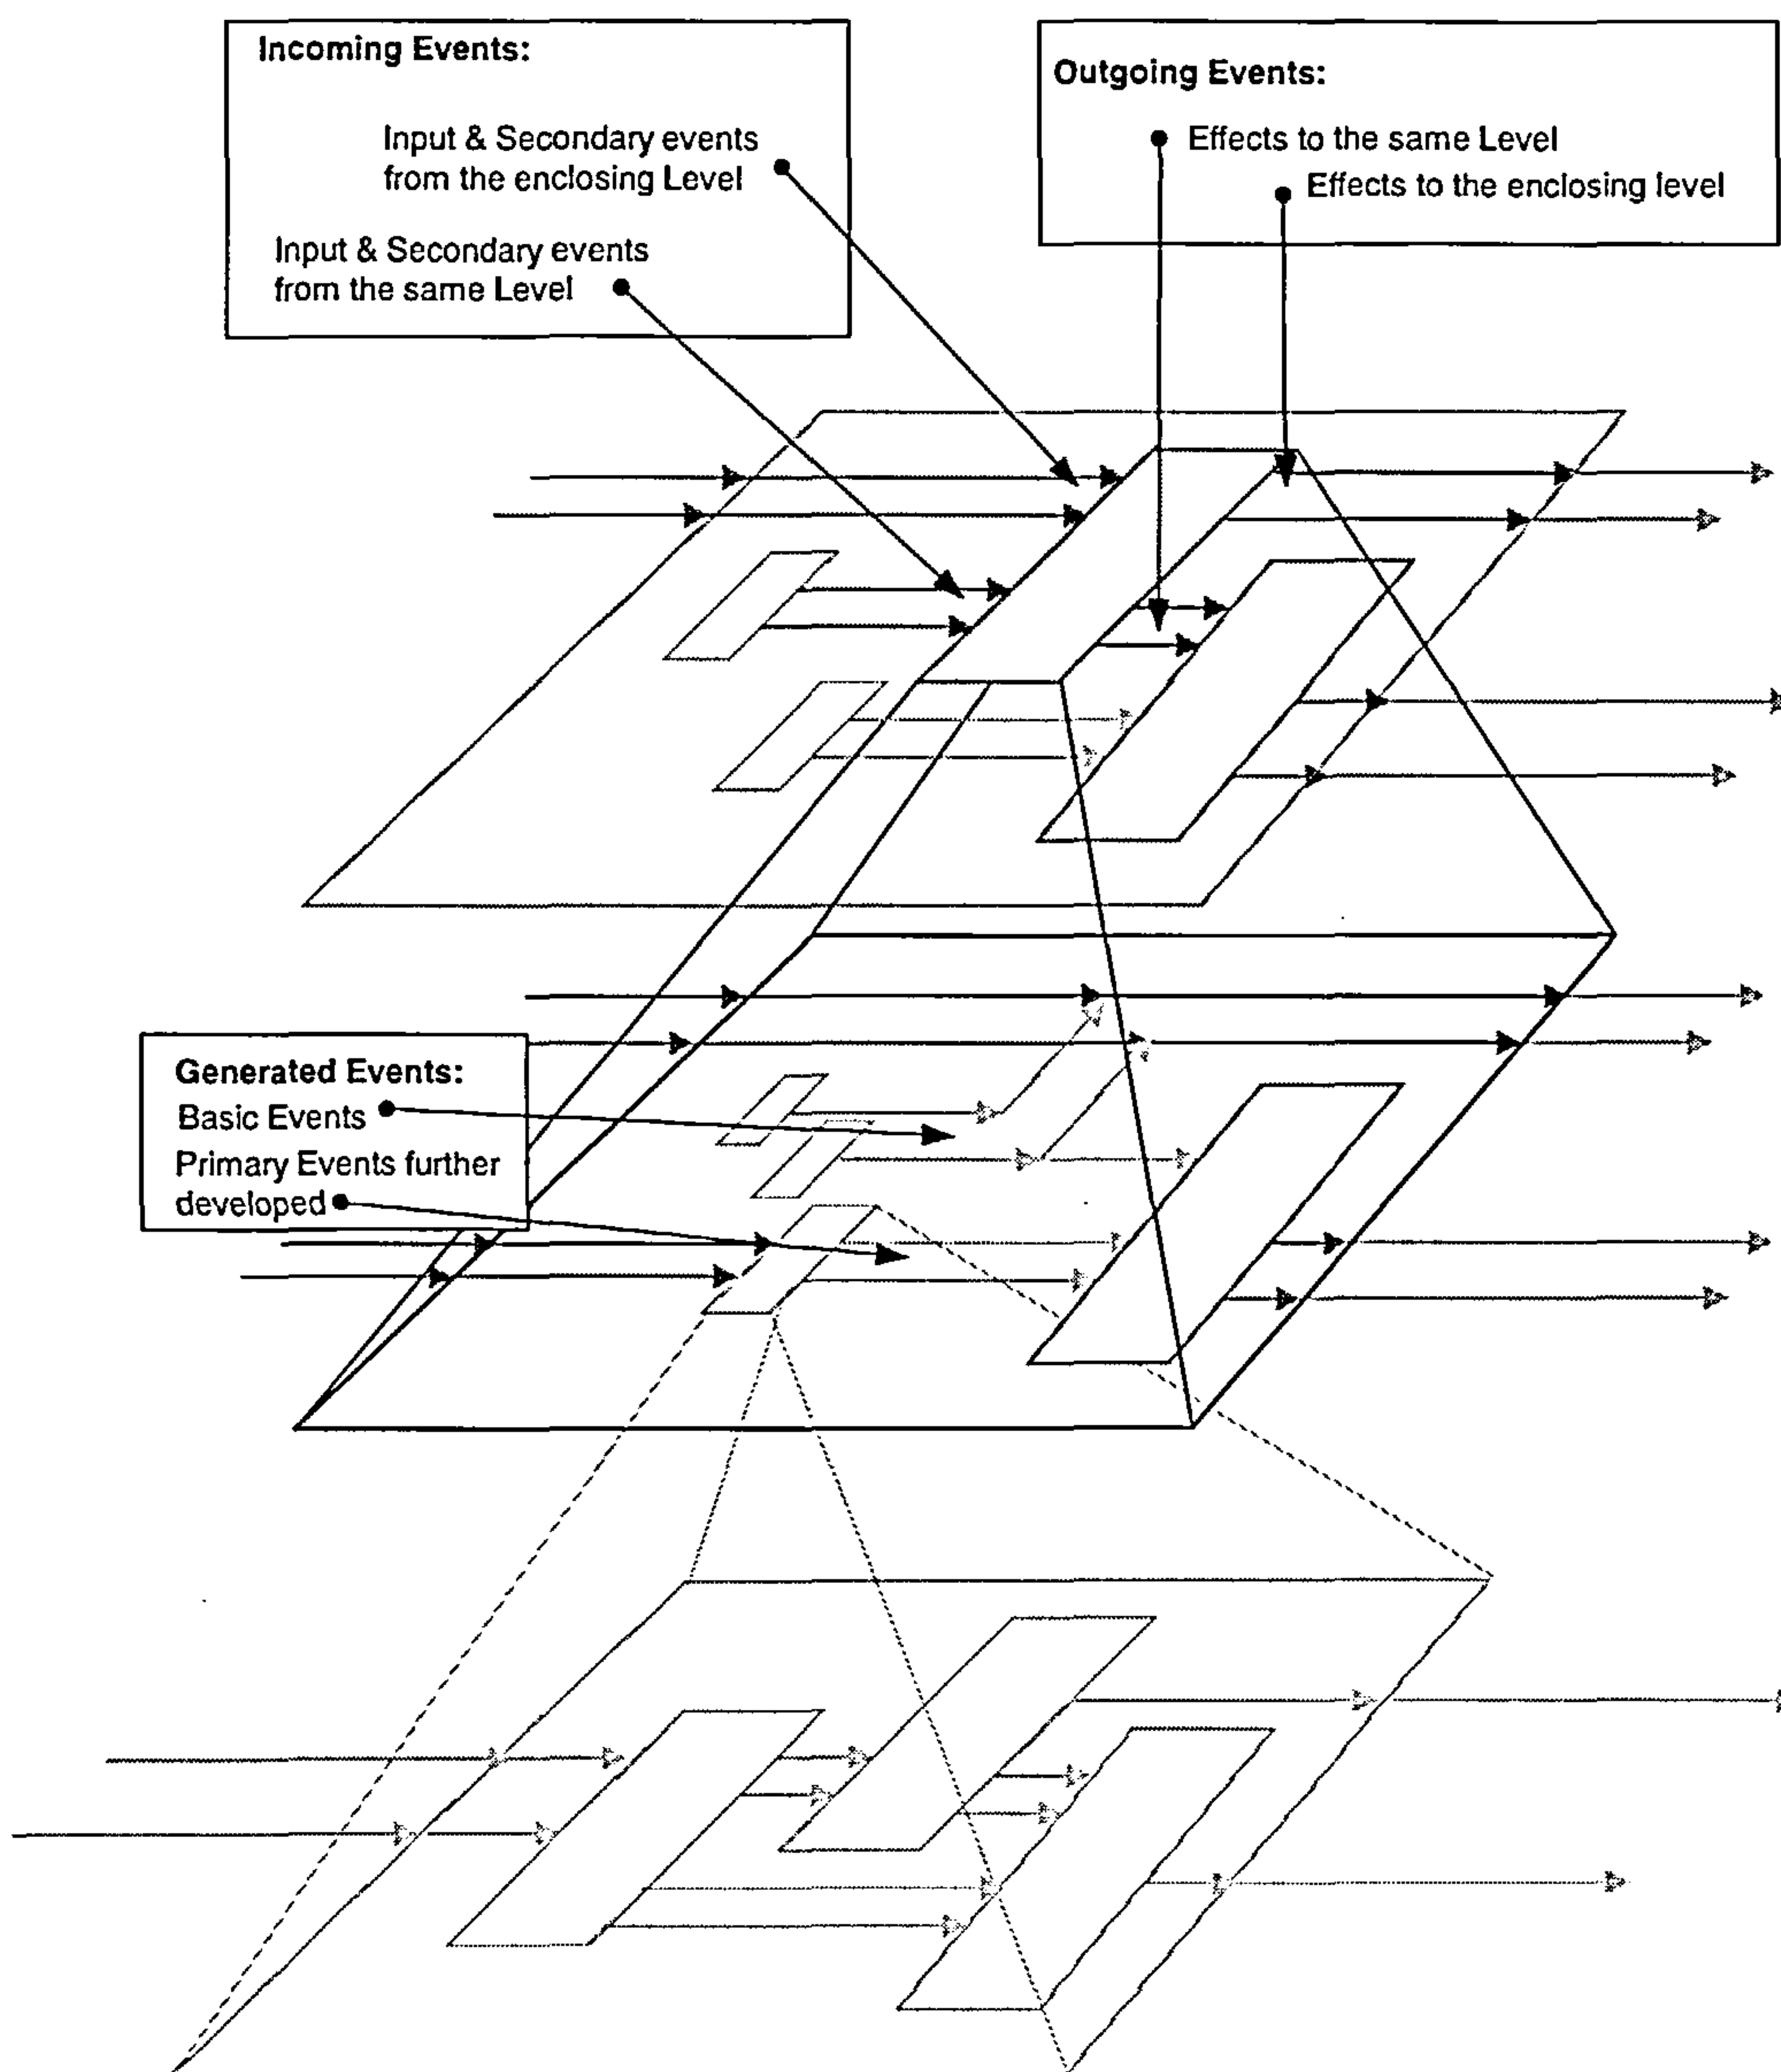 Incoming Events:
Input & Secondary events
from the enclosing Level
Input & Secondary events
from the same Level
Outgoing Events:
Effects to the same Level
Effects to the enclosing level
Generated Events:
Basic Events
Primary Events further
developed